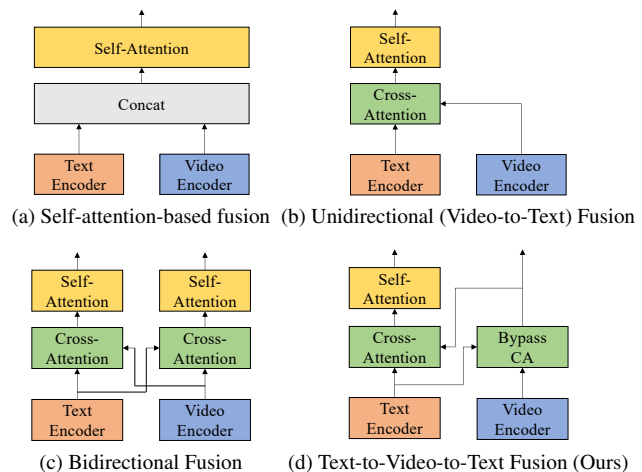 Self-Attention
Concat
Text
Encoder
Video
Encoder
(a) Self-attention-based fusion
Self-
Attention
Cross-
Attention
Text
Encoder
Video
Encoder
(b) Unidirectional (Video-to-Text) Fusion
Self-
Attention
Self-
Attention
Cross-
Attention
Cross-
Attention
Text
Encoder
Video
Encoder
(c) Bidirectional Fusion
Self-
Attention
Cross-
Attention
Bypass
CA
Text
Encoder
Video
Encoder
(d) Text-to-Video-to-Text Fusion (Ours)